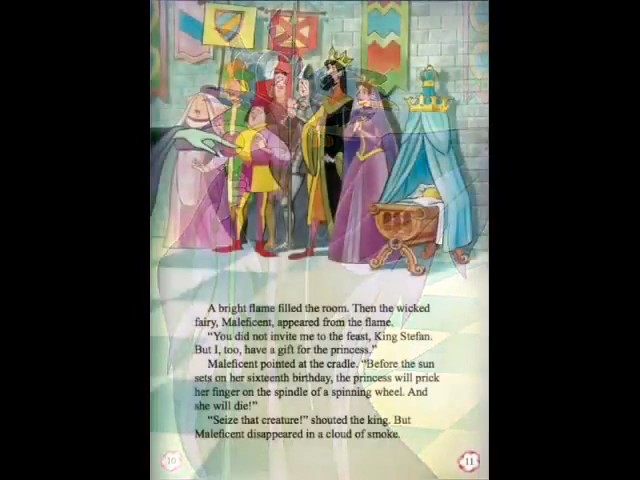 A bright flame filled the room. Then the wicked
fairy, Maleficent, appeared from the flame.
"You did not invite me to the feast, King Stefan.
But I, too, have a gift for the princess."
Maleficent pointed at the cradle. "Before the sun
sets on her sixteenth birthday, the princess will prick
her finger on the spindle of a spinning wheel. And
she will die!"
"Seize that creature!" shouted the king. But
Maleficent disappeared in a cloud of smoke.
10
11